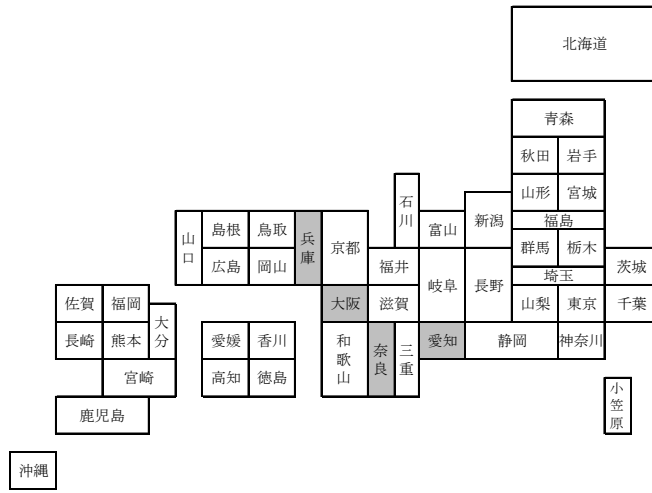 北海道
青森
秋田
岩手
山形
宮城
石川
新潟
福島
山口
島根
鳥取
兵庫
京都
富山
群馬
栃木
広島
岡山
福井
岐阜
長野
埼玉
茨城
佐賀
福岡
大分
大阪
滋賀
山梨
東京
千葉
長崎
熊本
愛媛
香川
和歌山
奈良
三重
愛知
静岡
神奈川
宮崎
高知
徳島
小笠原
鹿児島
沖縄